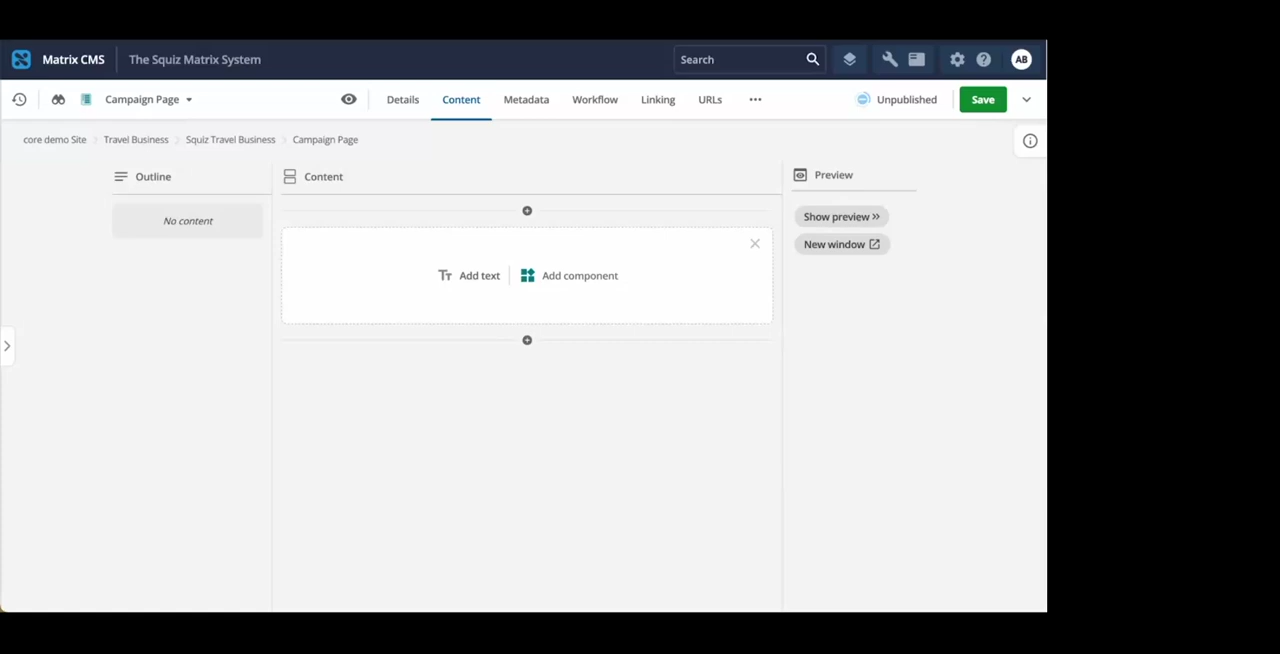 Matrix CMS The Squiz Matrix System Search AB
Campaign Page Details Content Metadata Workflow Linking URLs Unpublished Save
core demo Site Travel Business Squiz Travel Business Campaign Page
Outline Content Preview
No content
Show preview
New window
Add text Add component